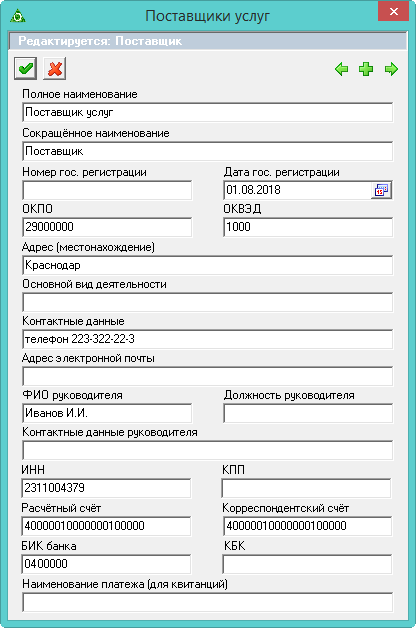 Поставщики услуг
Редактируется: Поставщик
Полное наименование
Поставщик услуг
Сокращённое наименование
Поставщик
Номер гос. регистрации Дата гос. регистрации
01.08.2018
ОКПО ОКВЭД
29000000 1000
Адрес (местонахождение)
Краснодар
Основной вид деятельности
Контактные данные
телефон 223-322-22-3
Адрес электронной почты
ФИО руководителя Должность руководителя
Иванов И.И.
Контактные данные руководителя
ИНН КПП
2311004379
Расчётный счёт Корреспондентский счёт
40000010000000100000 40000010000000100000
БИК банка КБК
0400000
Наименование платежа (для квитанций)